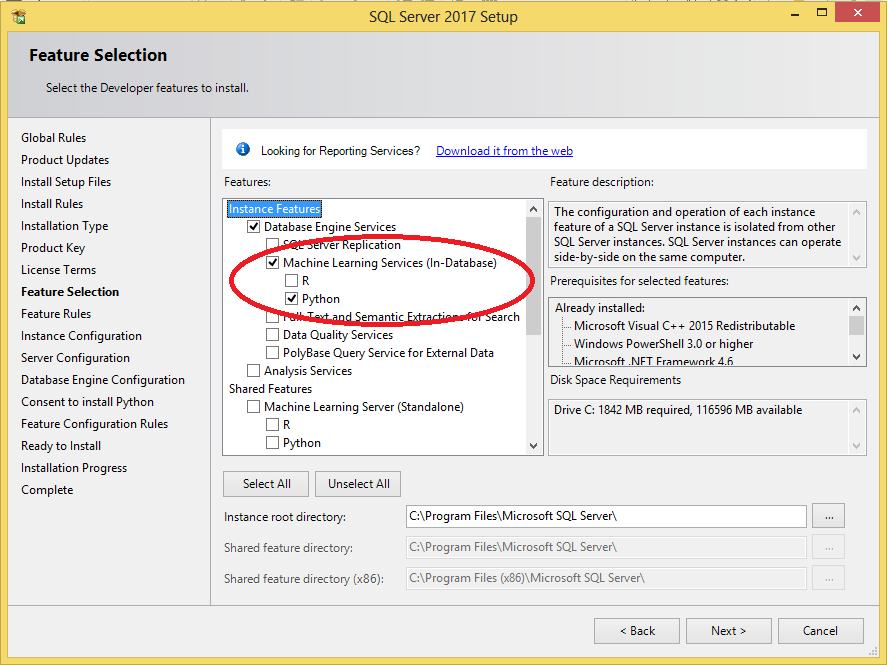 SQL Server 2017 Setup
Feature Selection
Select the Developer features to install.
Global Rules
Product Updates
Install Setup Files
Install Rules
Installation Type
Product Key
License Terms
Feature Selection
Feature Rules
Instance Configuration
Server Configuration
Database Engine Configuration
Consent to install Python
Feature Configuration Rules
Ready to Install
Installation Progress
Complete
Looking for Reporting Services? Download it from the web
Features:
Instance Features
Database Engine Services
SQL Server Replication
Machine Learning Services (In-Database)
R
Python
Full-Text and Semantic Extractions for Search
Data Quality Services
PolyBase Query Service for External Data
Analysis Services
Shared Features
Machine Learning Server (Standalone)
R
Python
Feature description:
The configuration and operation of each instance
feature of a SQL Server instance is isolated from other
SQL Server instances. SQL Server instances can operate
side-by-side on the same computer.
Prerequisites for selected features:
Already installed:
Microsoft Visual C++ 2015 Redistributable
Windows PowerShell 3.0 or higher
Microsoft .NET Framework 4.6
Disk Space Requirements
Drive C: 1842 MB required, 116596 MB available
Select All
Unselect All
Instance root directory: C:\Program Files\Microsoft SQL Server\ ...
Shared feature directory: C:\Program Files\Microsoft SQL Server\ ...
Shared feature directory (x86): C:\Program Files (x86)\Microsoft SQL Server\ ...
< Back
Next >
Cancel